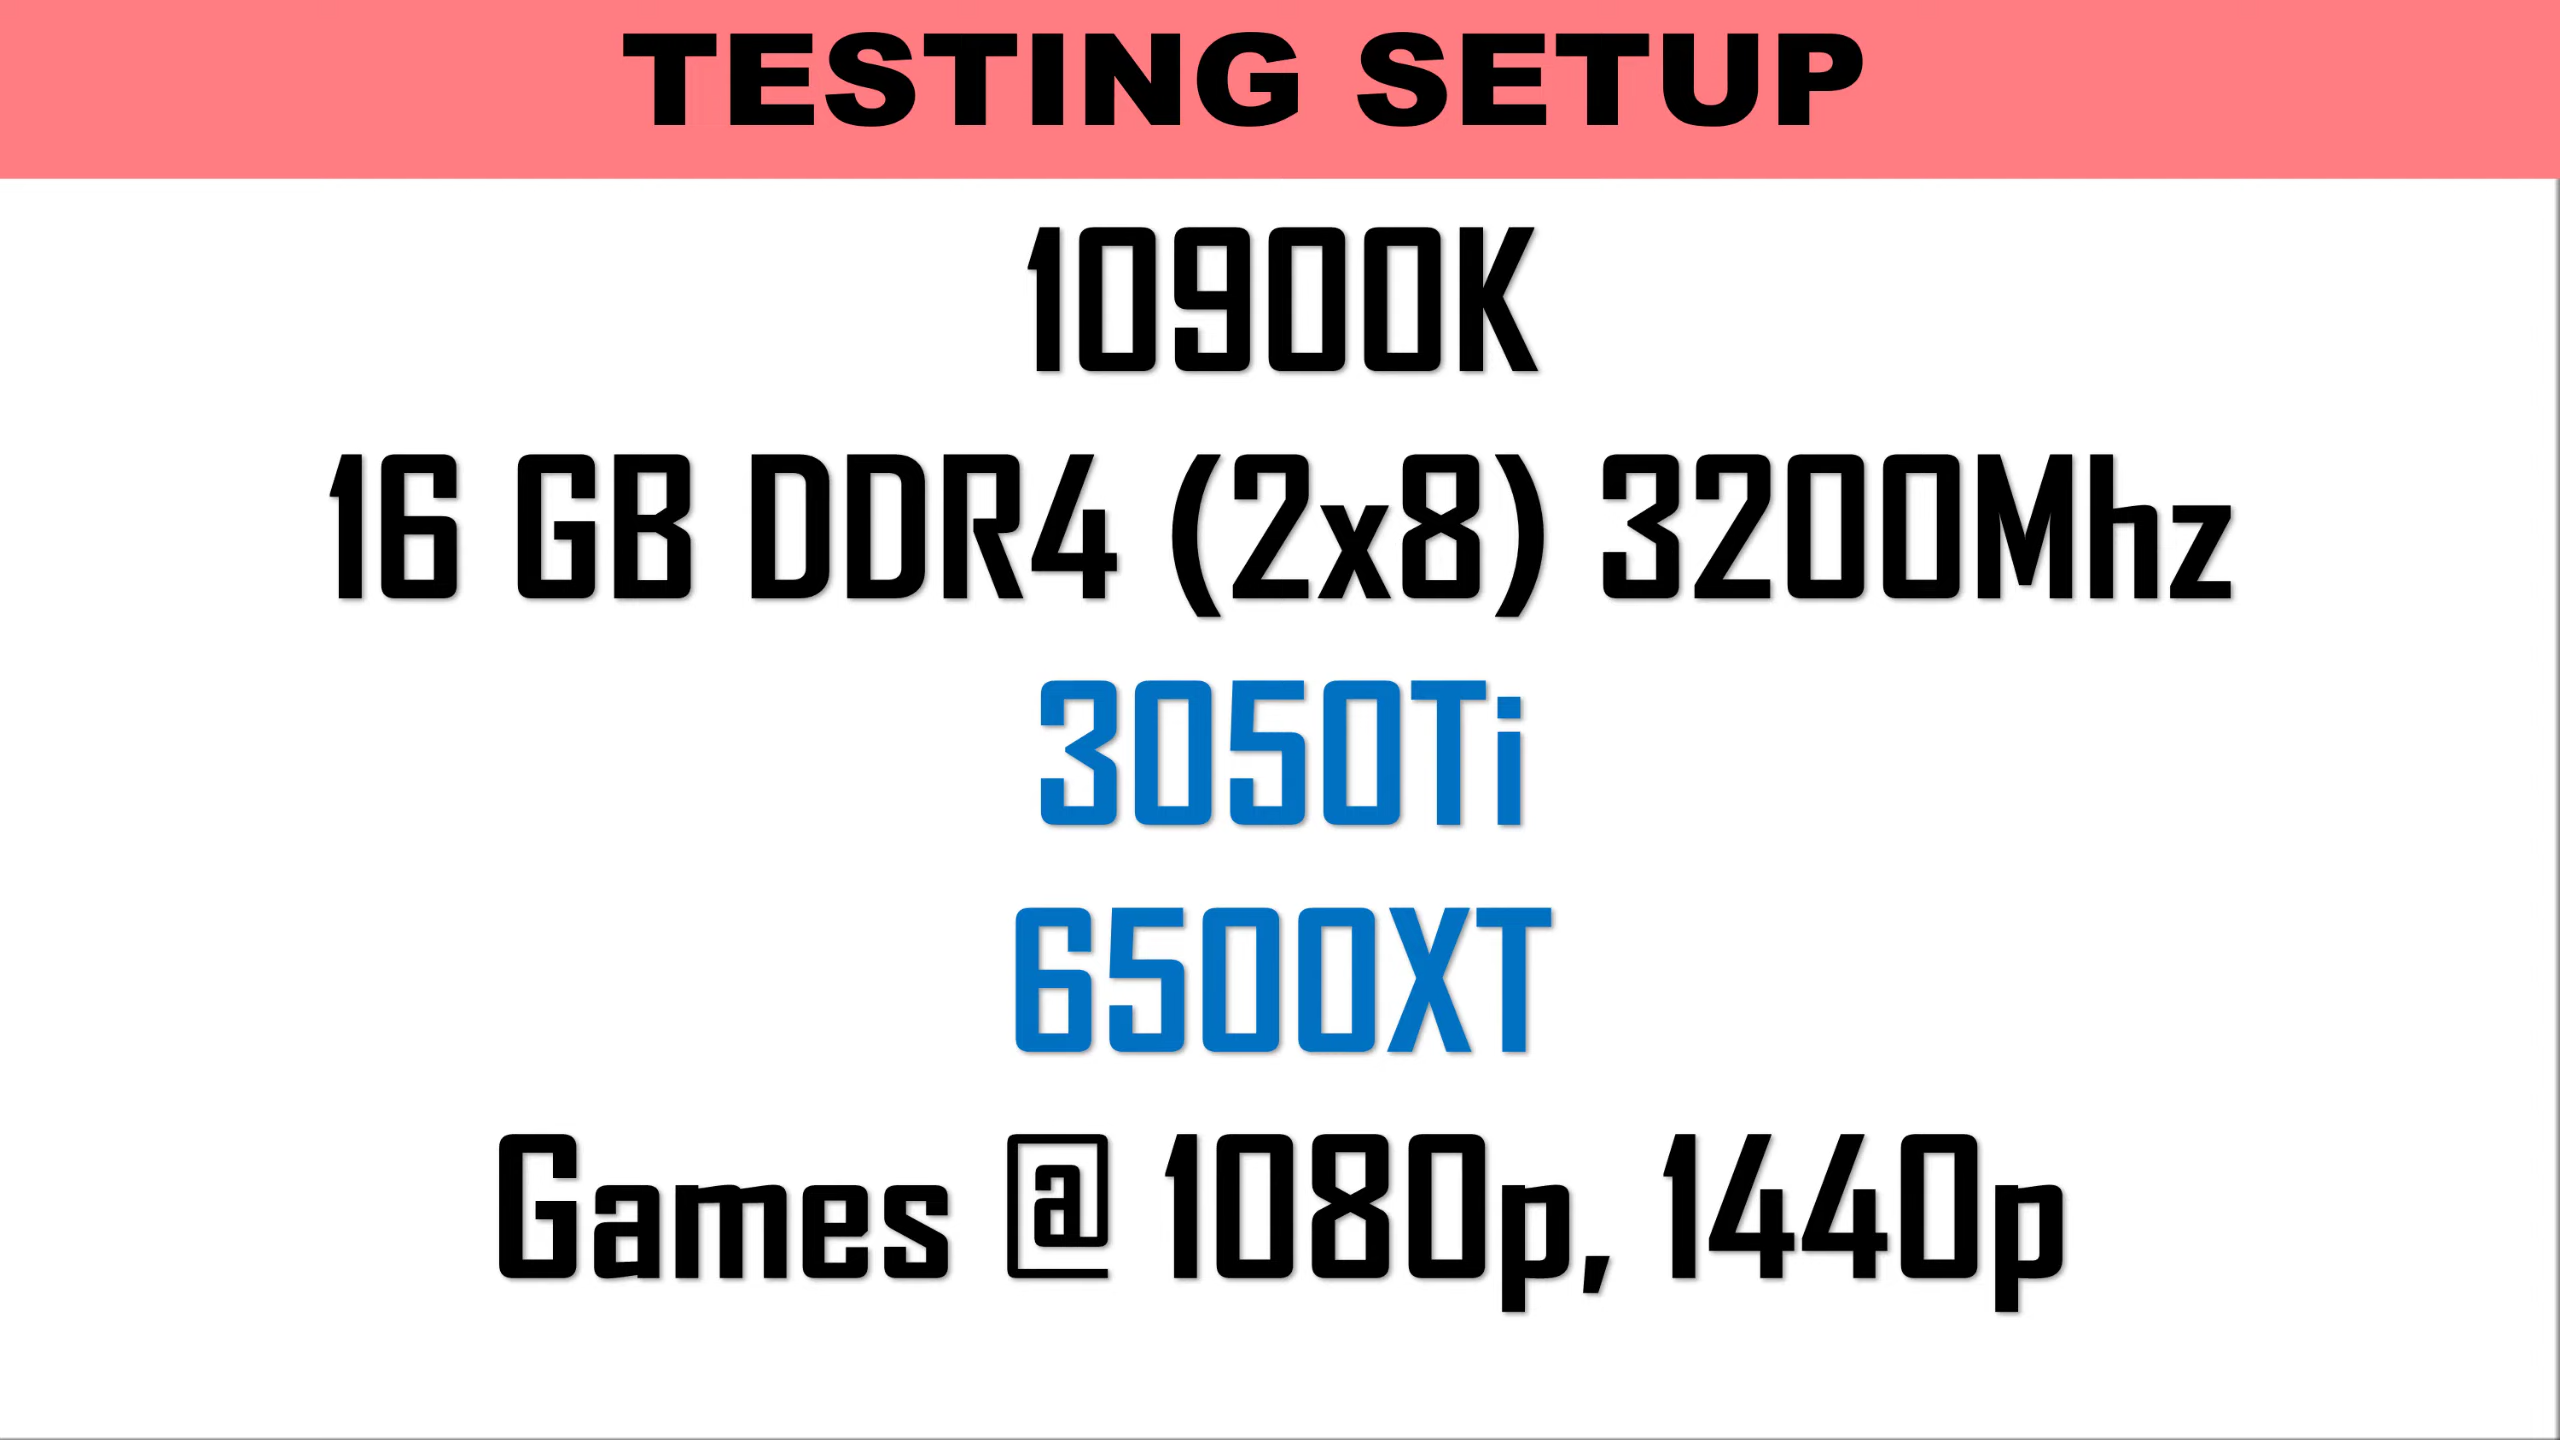 TESTING SETUP
10900K
16 GB DDR4 (2x8) 3200Mhz
3050Ti
6500XT
Games @ 1080p, 1440p